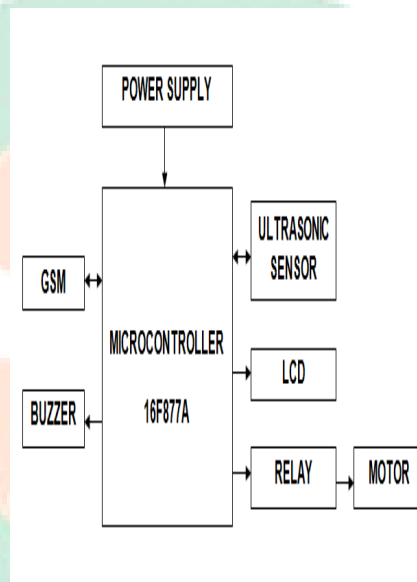 POWER SUPPLY
ULTRASONIC
SENSOR
GSM
MICROCONTROLLER
16F877A
LCD
BUZZER
RELAY
MOTOR